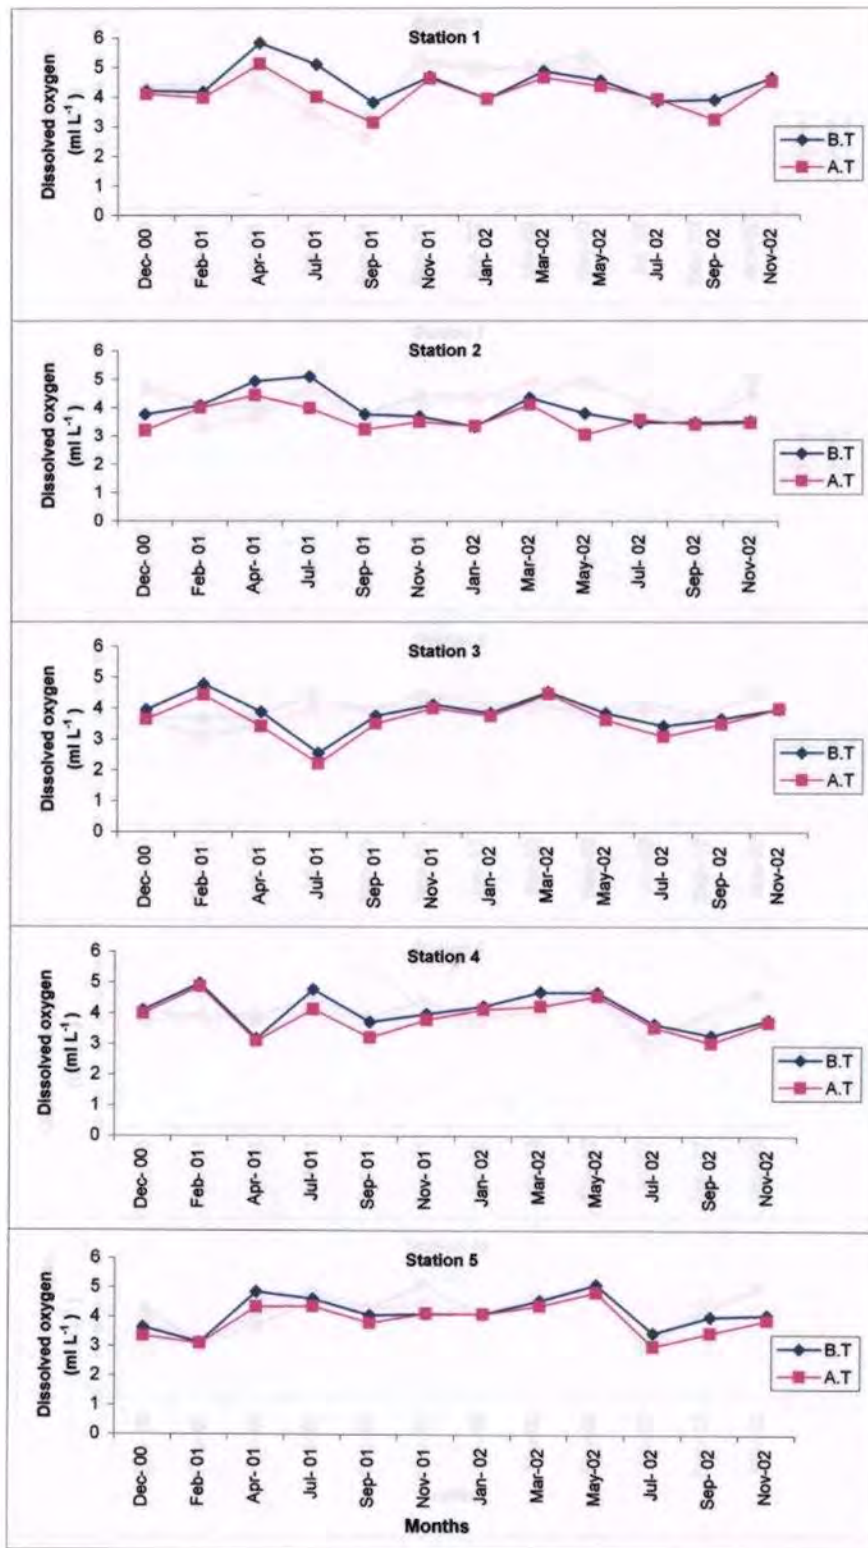 Station 1
Dissolved oxygen
(ml L⁻¹)
6
5
4
3
2
1
0
B.T
A.T
Dec- 00
Feb- 01
Apr- 01
Jul- 01
Sep- 01
Nov- 01
Jan- 02
Mar-02
May-02
Jul- 02
Sep- 02
Nov-02
Station 2
Dissolved oxygen
(ml L⁻¹)
6
5
4
3
2
1
0
B.T
A.T
Dec- 00
Feb- 01
Apr- 01
Jul- 01
Sep- 01
Nov- 01
Jan- 02
Mar-02
May-02
Jul- 02
Sep- 02
Nov-02
Station 3
Dissolved oxygen
(ml L⁻¹)
6
5
4
3
2
1
0
B.T
A.T
Dec- 00
Feb- 01
Apr- 01
Jul- 01
Sep- 01
Nov- 01
Jan- 02
Mar-02
May-02
Jul- 02
Sep- 02
Nov-02
Station 4
Dissolved oxygen
(ml L⁻¹)
6
5
4
3
2
1
0
B.T
A.T
Dec- 00
Feb- 01
Apr- 01
Jul- 01
Sep- 01
Nov- 01
Jan- 02
Mar-02
May-02
Jul- 02
Sep- 02
Nov-02
Station 5
Dissolved oxygen
(ml L⁻¹)
6
5
4
3
2
1
0
B.T
A.T
Dec- 00
Feb- 01
Apr- 01
Jul- 01
Sep- 01
Nov- 01
Jan- 02
Mar-02
May-02
Jul- 02
Sep- 02
Nov-02
Months